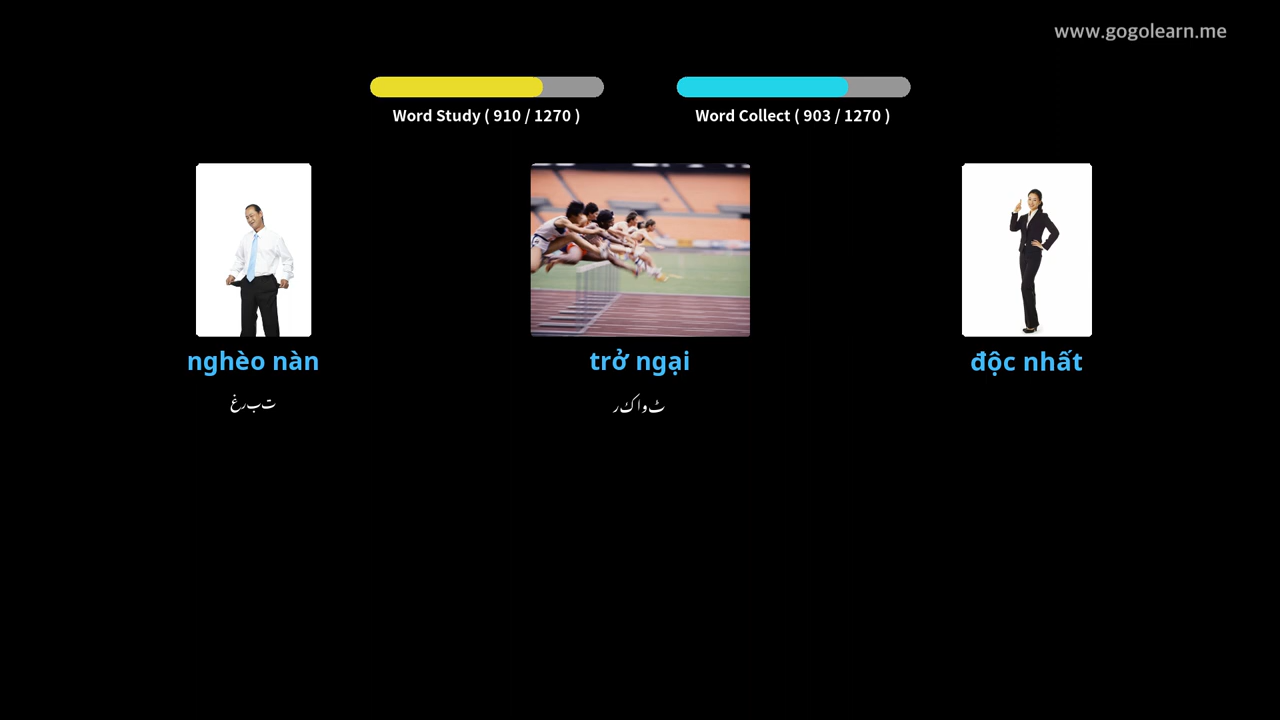 www.gogolearn.me
Word Study ( 910 / 1270 )
Word Collect ( 903 / 1270 )
nghèo nàn
trở ngại
độc nhất
تبرغ
ٹواکر